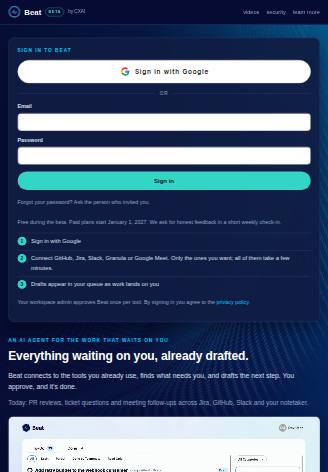 Beat BETA by CXAI
videos security learn more
SIGN IN TO BEAT
Sign in with Google
OR
Email
Password
Sign in
Forgot your password? Ask the person who invited you.
Free during the beta. Paid plans start January 1, 2027. We ask for honest feedback in a short weekly check-in.
1 Sign in with Google
2 Connect GitHub, Jira, Slack, Granola or Google Meet. Only the ones you want; all of them take a few
minutes.
3 Drafts appear in your queue as work lands on you
Your workspace admin approves Beat once per tool. By signing in you agree to the privacy policy.
AN AI AGENT FOR THE WORK THAT WAITS ON YOU
Everything waiting on you, already drafted.
Beat connects to the tools you already use, finds what needs you, and drafts the next step. You
approve, and it's done.
Today: PR reviews, ticket questions and meeting follow-ups across Jira, GitHub, Slack and your notetaker.
Beat
Add retry budget to the webhook consumer